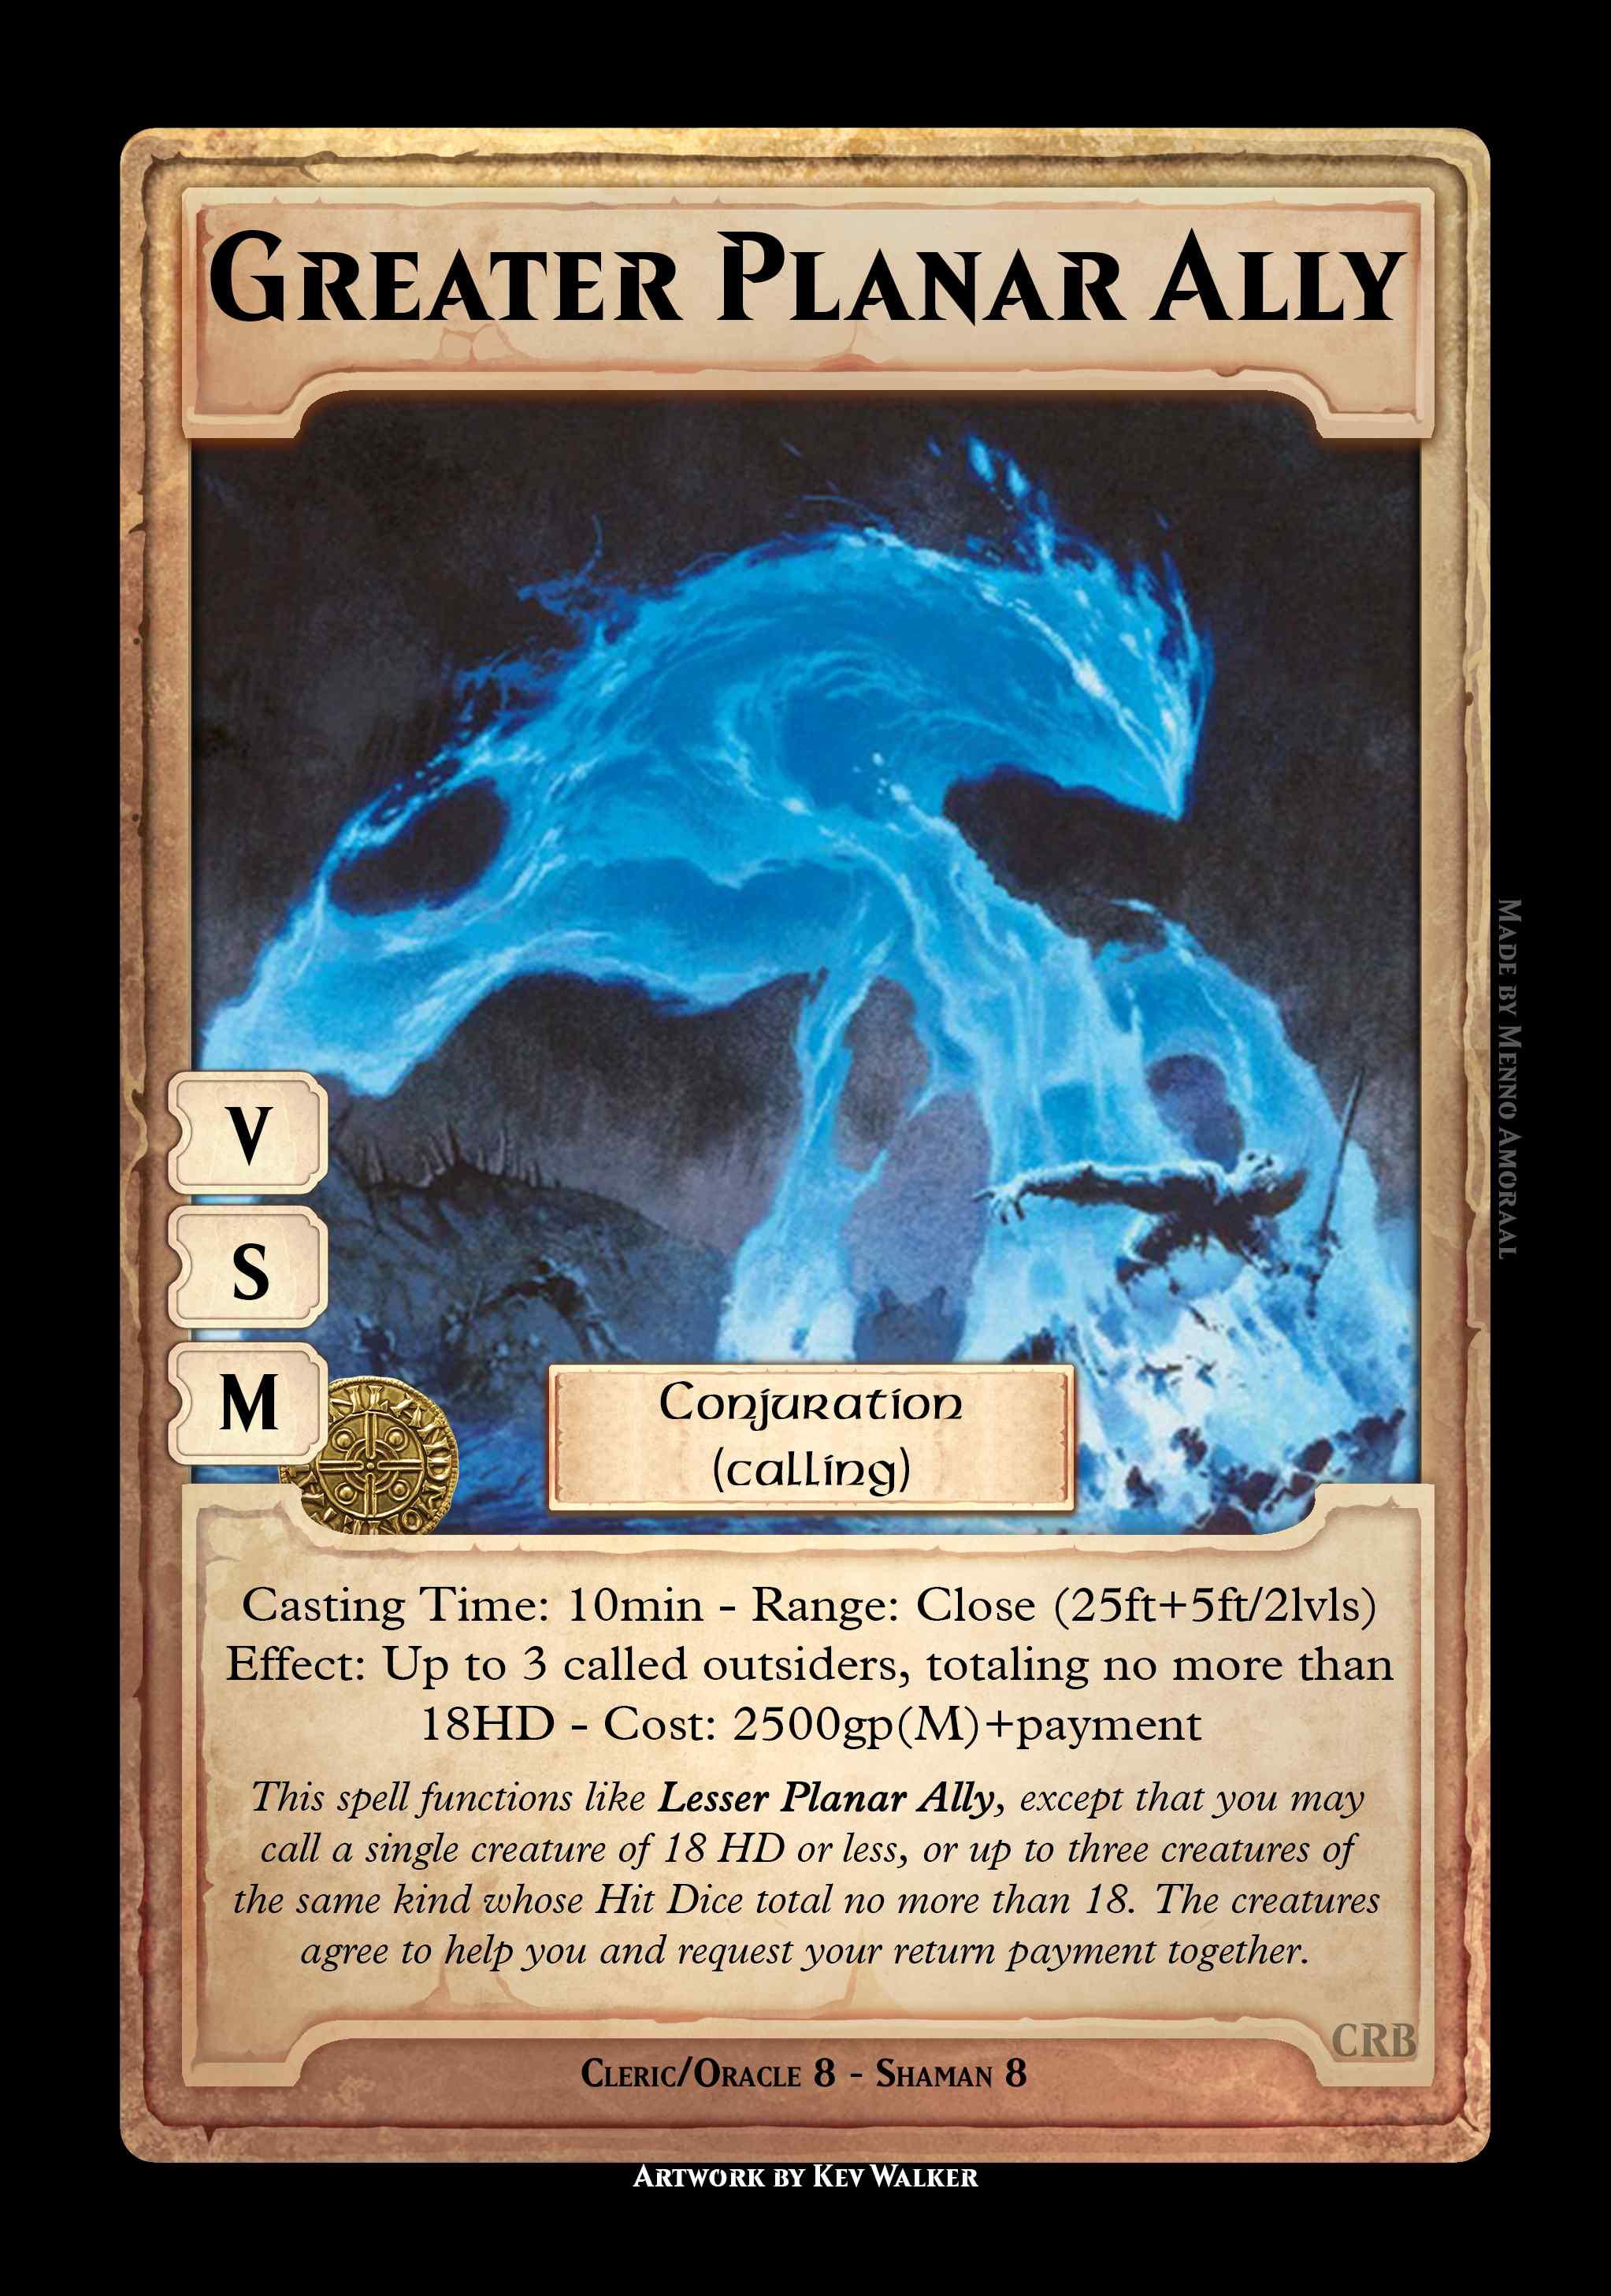 Greater Planar Ally
V
S
M
Conjuration
(calling)
Casting Time: 10min - Range: Close (25ft+5ft/2lvls)
Effect: Up to 3 called outsiders, totaling no more than
18HD - Cost: 2500gp(M)+payment
This spell functions like Lesser Planar Ally, except that you may
call a single creature of 18 HD or less, or up to three creatures of
the same kind whose Hit Dice total no more than 18. The creatures
agree to help you and request your return payment together.
CRB
Cleric/Oracle 8 - Shaman 8
Artwork by Kev Walker
Made by Menno Amoraal